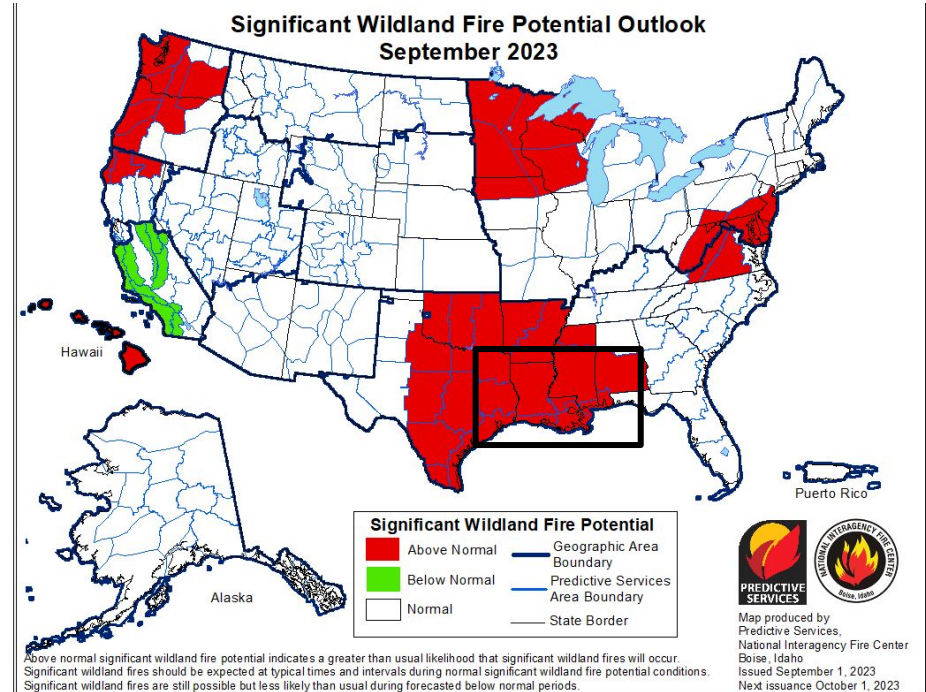 Significant Wildland Fire Potential Outlook
September 2023
Hawaii
Alaska
Puerto Rico
Significant Wildland Fire Potential
Above Normal
Below Normal
Normal
Geographic Area
Boundary
Predictive Services
Area Boundary
State Border
PREDICTIVE
SERVICES
NATIONAL INTERAGENCY FIRE CENTER
Boise, Idaho
Map produced by
Predictive Services,
National Interagency Fire Center
Boise, Idaho
Issued September 1, 2023
Next issuance October 1, 2023
Above normal significant wildland fire potential indicates a greater than usual likelihood that significant wildland fires will occur.
Significant wildland fires should be expected at typical times and intervals during normal significant wildland fire potential conditions.
Significant wildland fires are still possible but less likely than usual during forecasted below normal periods.